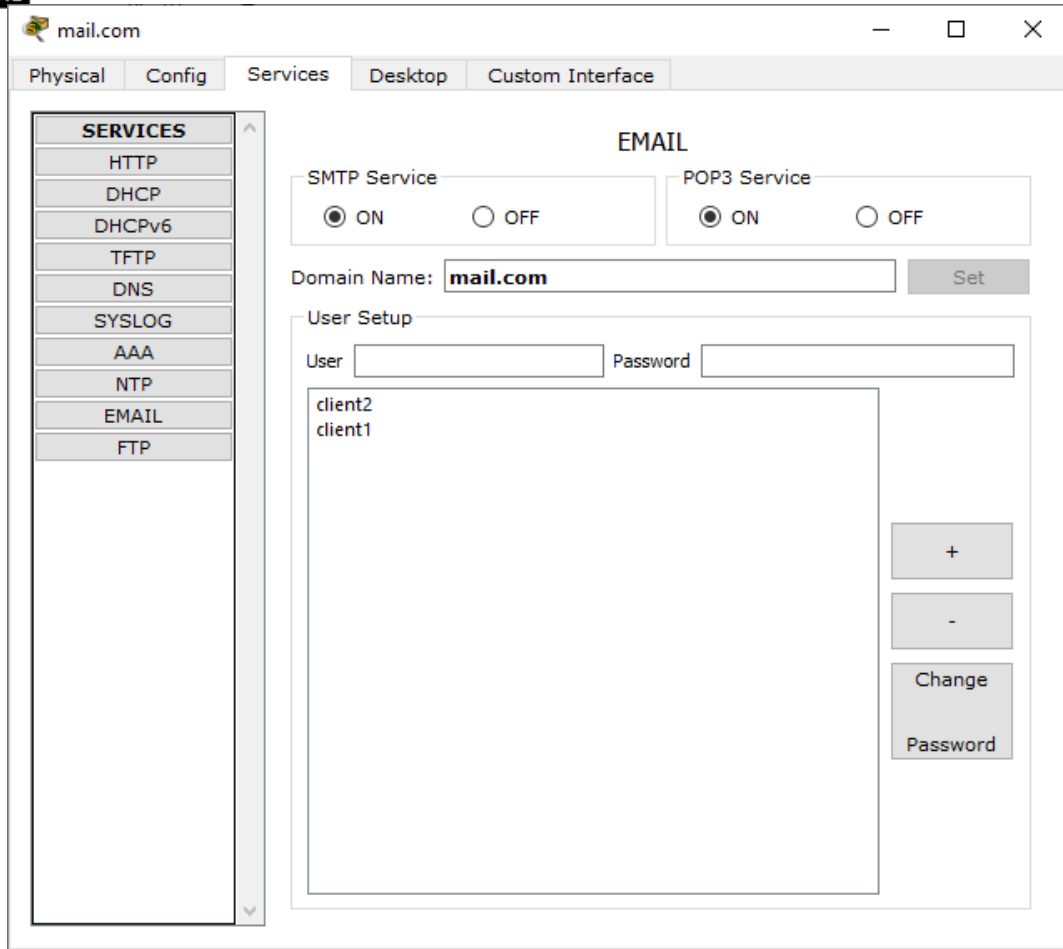 mail.com
Physical Config Services Desktop Custom Interface
SERVICES
HTTP
DHCP
DHCPv6
TFTP
DNS
SYSLOG
AAA
NTP
EMAIL
FTP
EMAIL
SMTP Service POP3 Service
ON OFF ON OFF
Domain Name: mail.com Set
User Setup
User Password
client2
client1
+
-
Change
Password